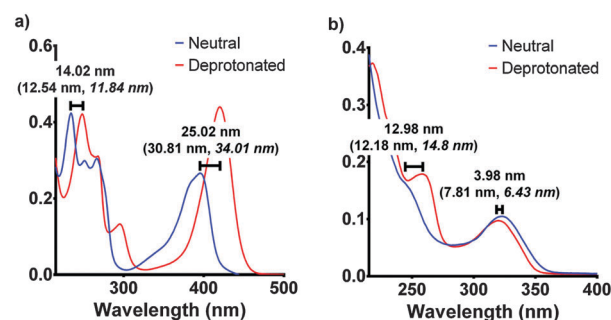 a)
0.6
0.4
0.2
0.0
Neutral
Deprotonated
14.02 nm
(12.54 nm, 11.84 nm)
25.02 nm
(30.81 nm, 34.01 nm)
300 400 500
Wavelength (nm)
b)
0.4
0.3
0.2
0.1
0.0
Neutral
Deprotonated
12.98 nm
(12.18 nm, 14.8 nm)
3.98 nm
(7.81 nm, 6.43 nm)
250 300 350 400
Wavelength (nm)